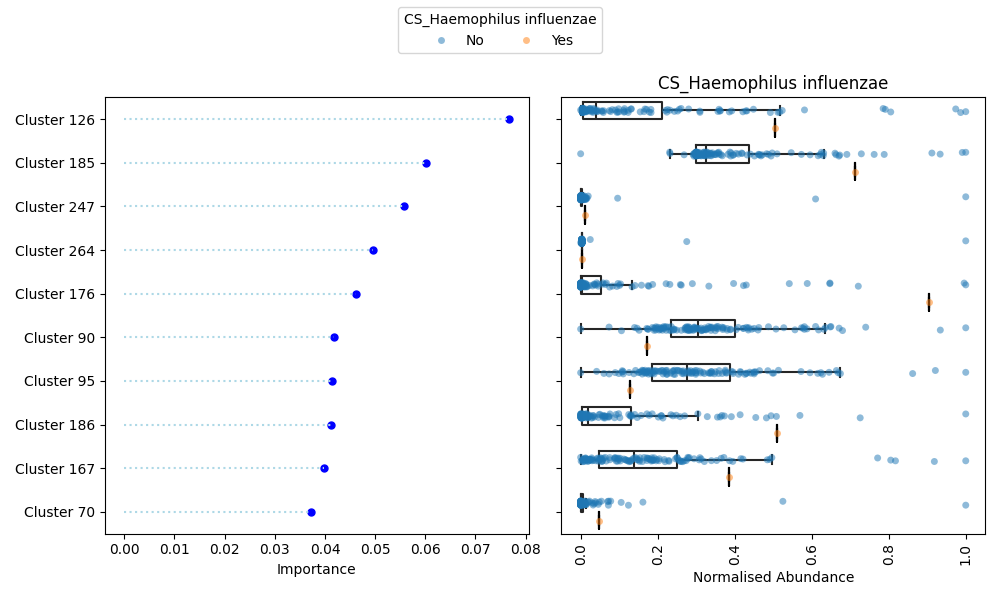 CS_Haemophilus influenzae
No Yes
CS_Haemophilus influenzae
Cluster 126
Cluster 185
Cluster 247
Cluster 264
Cluster 176
Cluster 90
Cluster 95
Cluster 186
Cluster 167
Cluster 70
0.00 0.01 0.02 0.03 0.04 0.05 0.06 0.07 0.08
Importance
0.0 0.2 0.4 0.6 0.8 1.0
Normalised Abundance